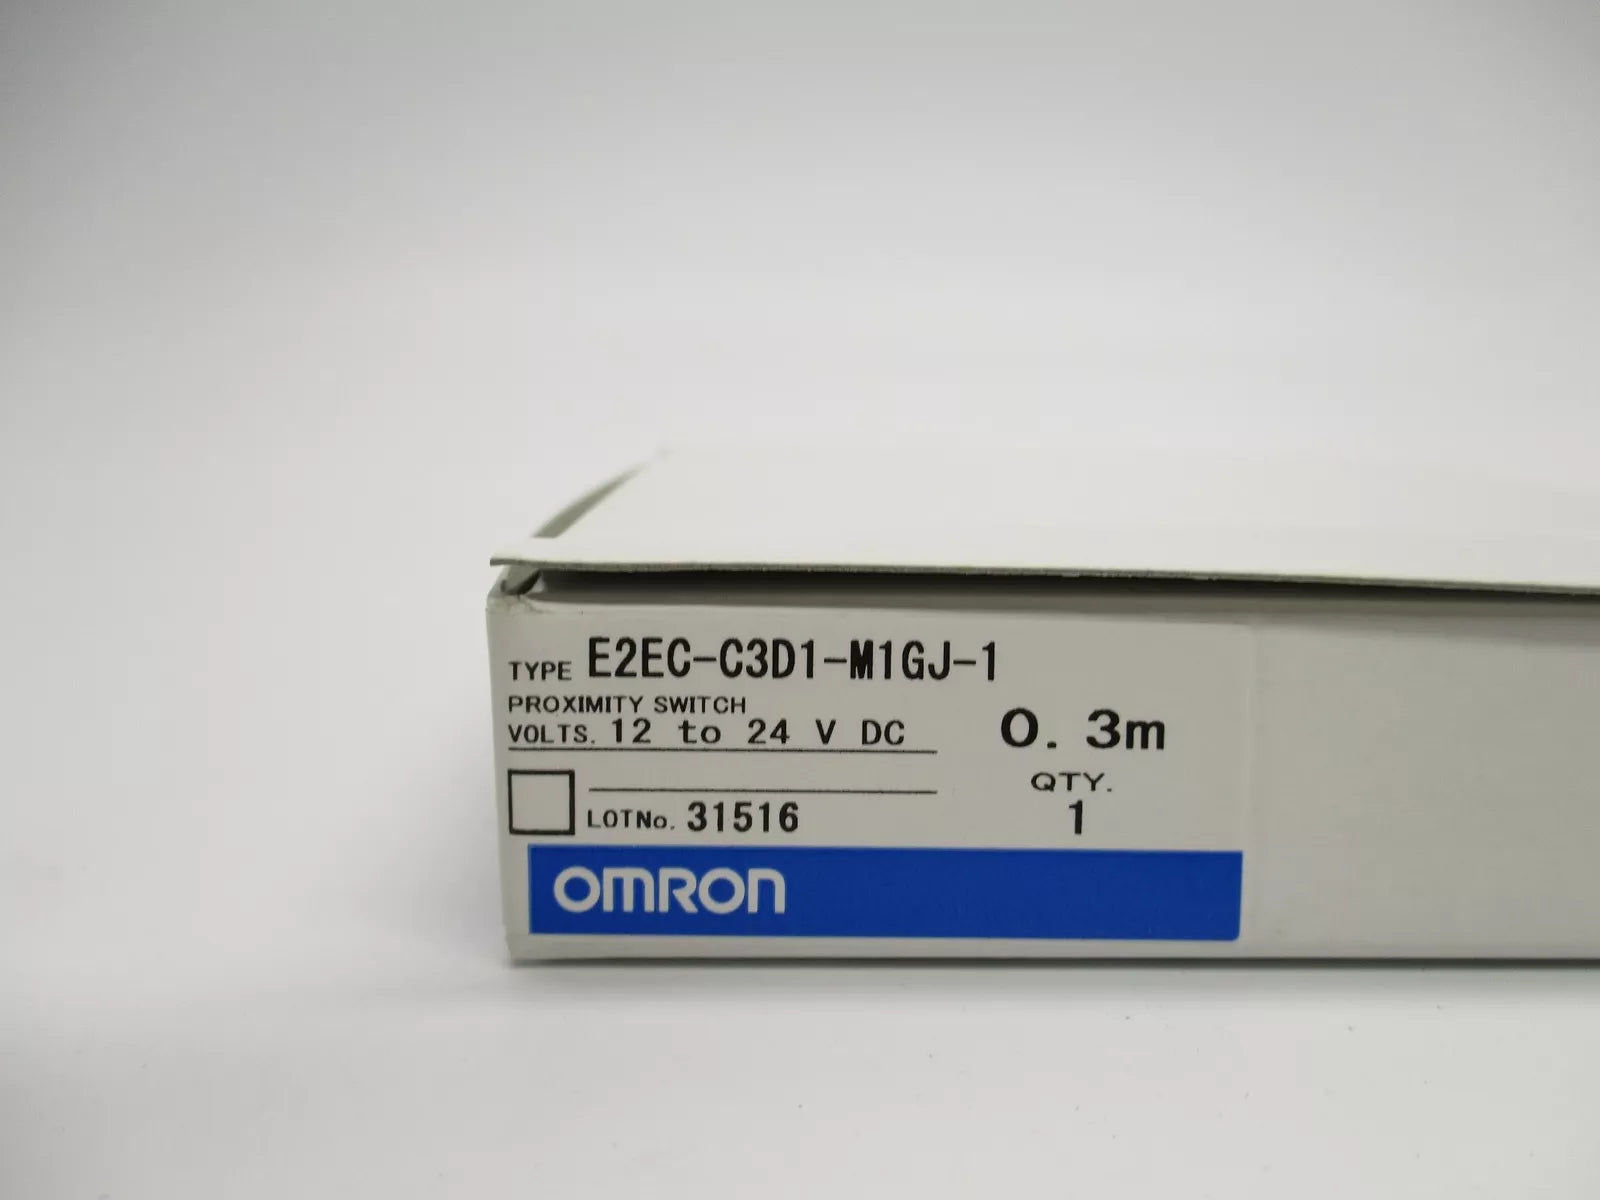 TYPE E2EC-C3D1-M1GJ-1
PROXIMITY SWITCH
VOLTS. 12 to 24 V DC
0. 3m
QTY.
1
LOTNo. 31516
OMRON